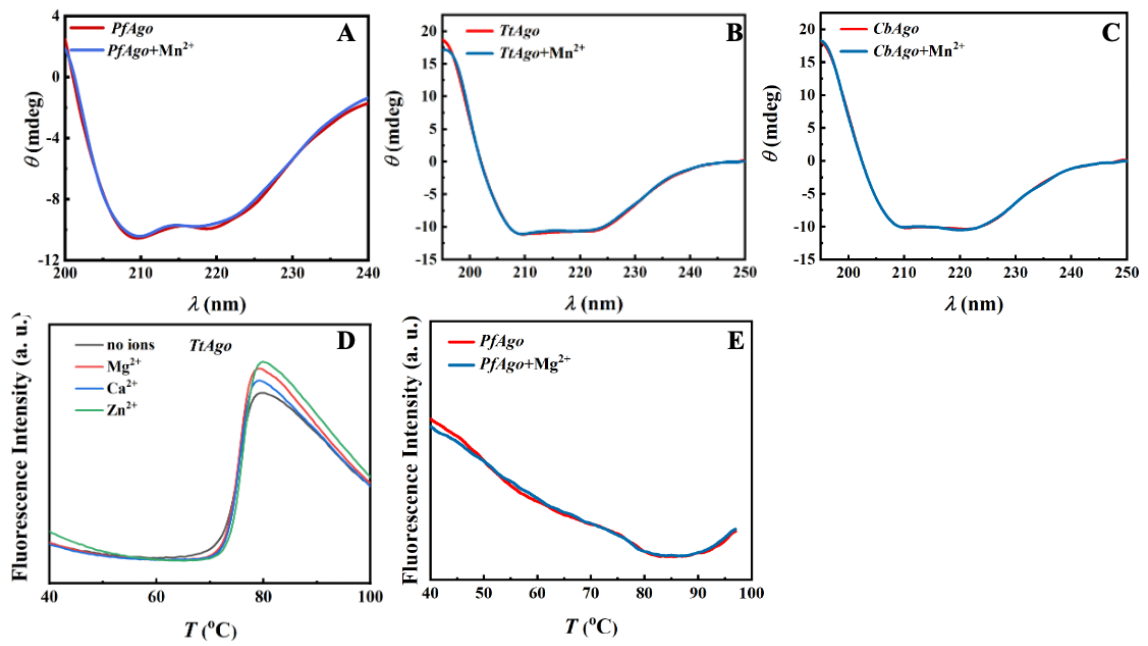 A
PfAgo
PfAgo+Mn²⁺
θ (mdeg)
4
0
-4
-8
-12
200
210
220
230
240
λ (nm)
B
TtAgo
TtAgo+Mn²⁺
θ (mdeg)
20
15
10
5
0
-5
-10
-15
200
210
220
230
240
250
λ (nm)
C
CbAgo
CbAgo+Mn²⁺
θ (mdeg)
20
15
10
5
0
-5
-10
-15
200
210
220
230
240
250
λ (nm)
D
no ions
TtAgo
Mg²⁺
Ca²⁺
Zn²⁺
Fluorescence Intensity (a. u.)
40
60
80
100
T (°C)
E
PfAgo
PfAgo+Mg²⁺
Fluorescence Intensity (a. u.)
40
50
60
70
80
90
100
T (°C)